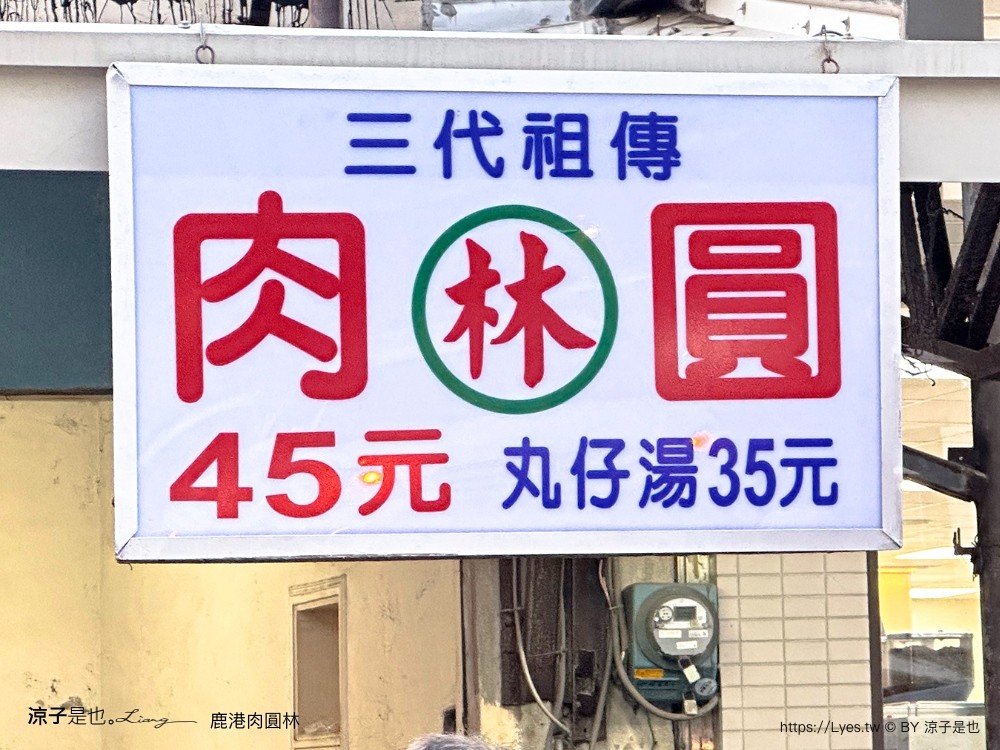 三代祖傳
肉林圓
45元 丸仔湯35元
涼子是也。Liang 鹿港肉圓林
https://Lyes.tw © BY 涼子是也